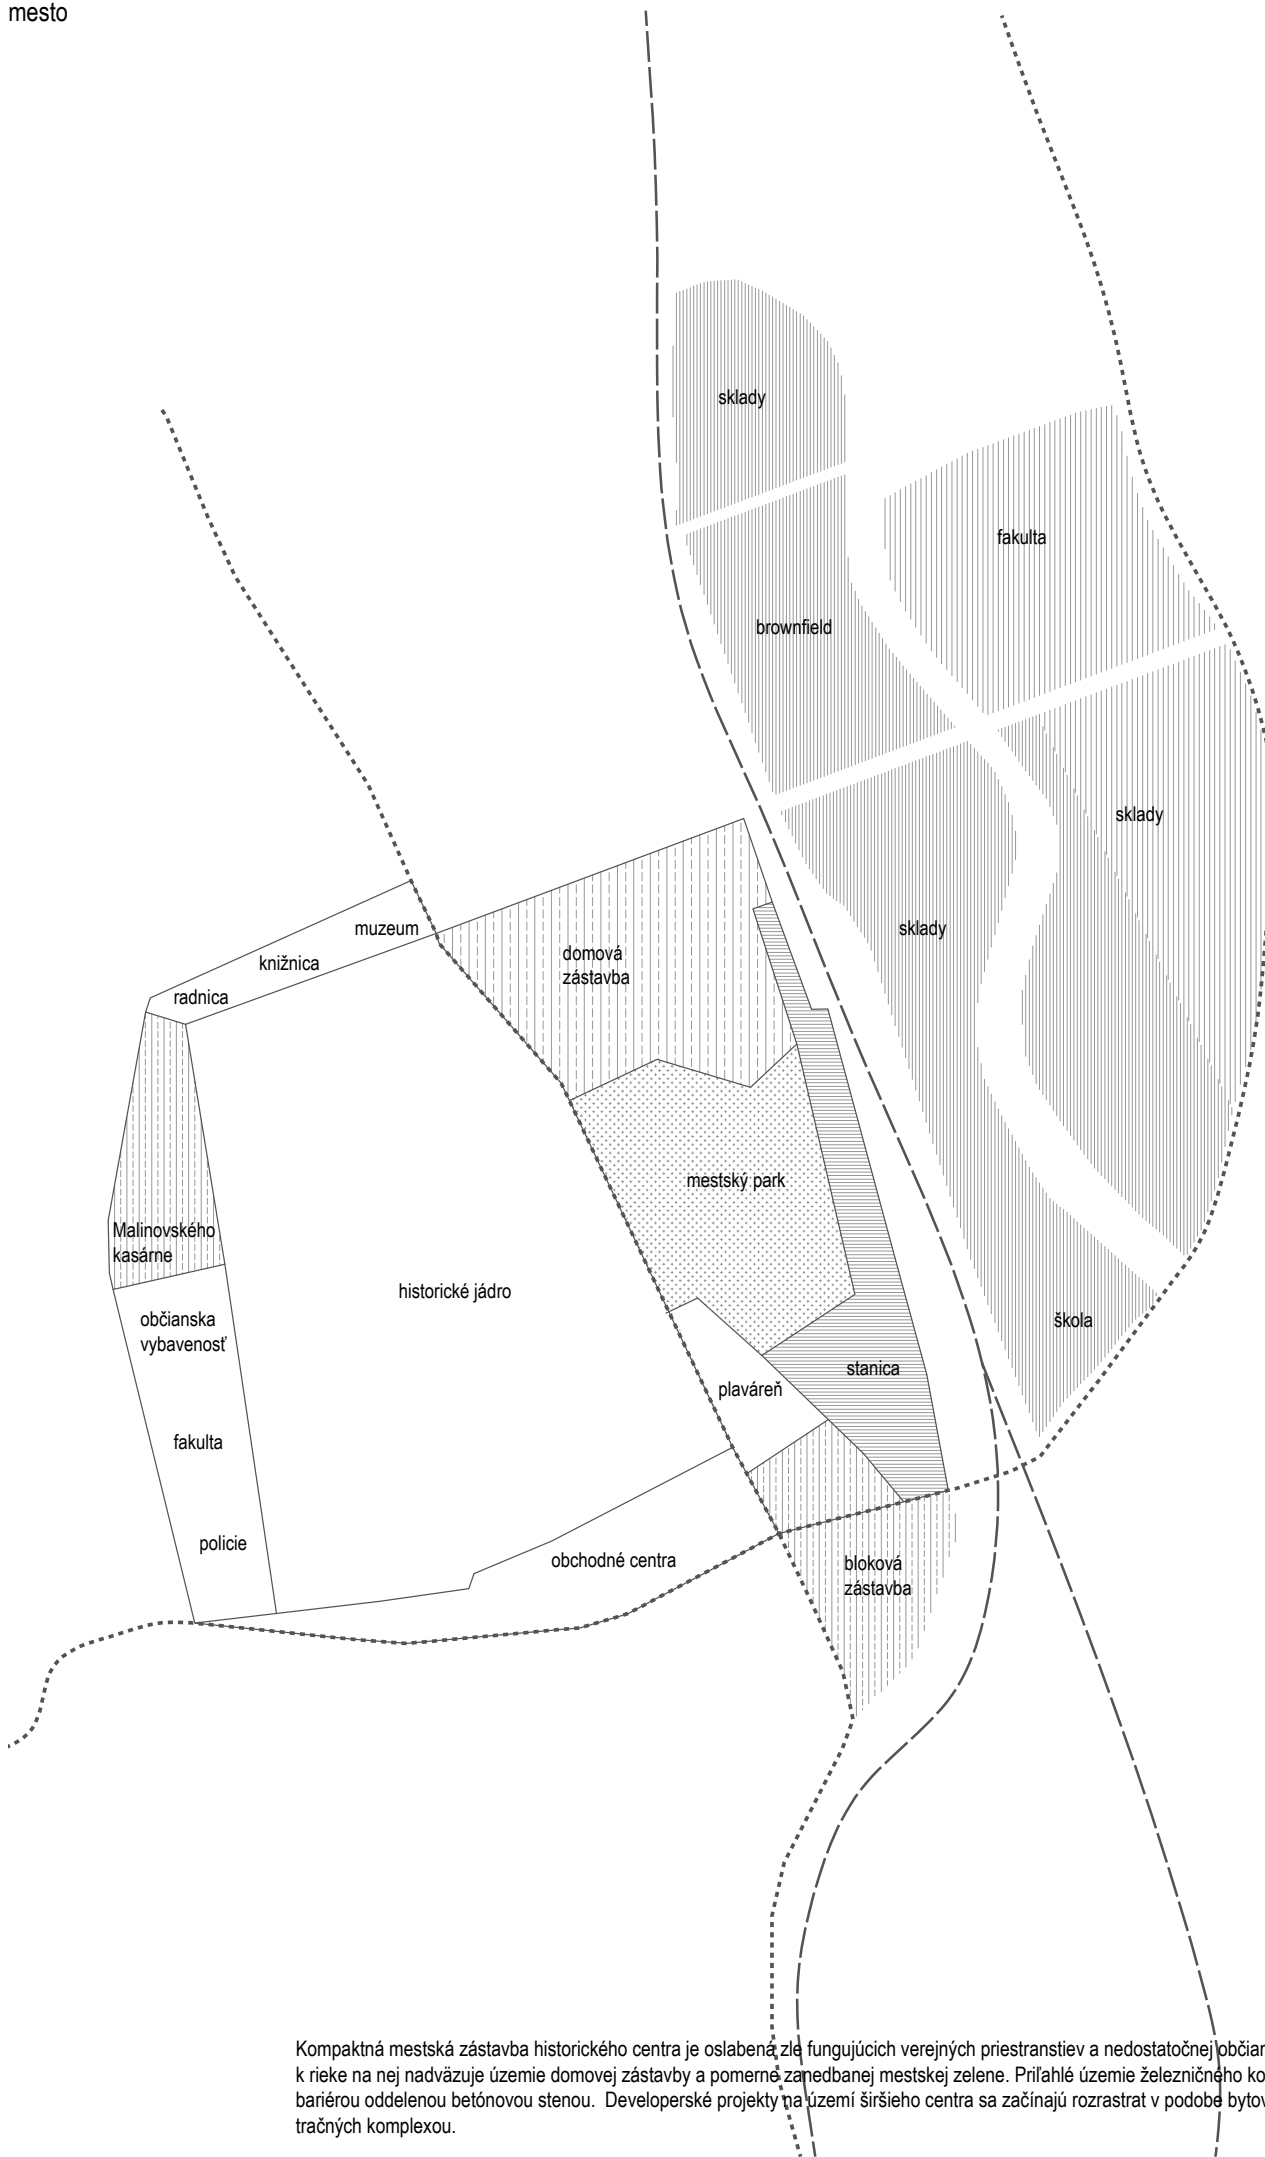 mesto
sklady
fakulta
brownfield
sklady
sklady
muzeum
knižnica
radnica
domová
zástavba
mestský park
Malinovského
kasárne
historické jádro
občianska
vybavenosť
škola
stanica
plaváreň
fakulta
policie
obchodné centra
bloková
zástavba
Kompaktná mestská zástavba historického centra je oslabená zle fungujúcich verejných priestranstiev a nedostatočnej občian
k rieke na nej nadväzuje územie domovej zástavby a pomerne zanedbanej mestskej zelene. Priľahlé územie železničného ko
bariérou oddelenou betónovou stenou. Developerské projekty na území širšieho centra sa začínajú rozrastrat v podobe bytov
tračných komplexou.